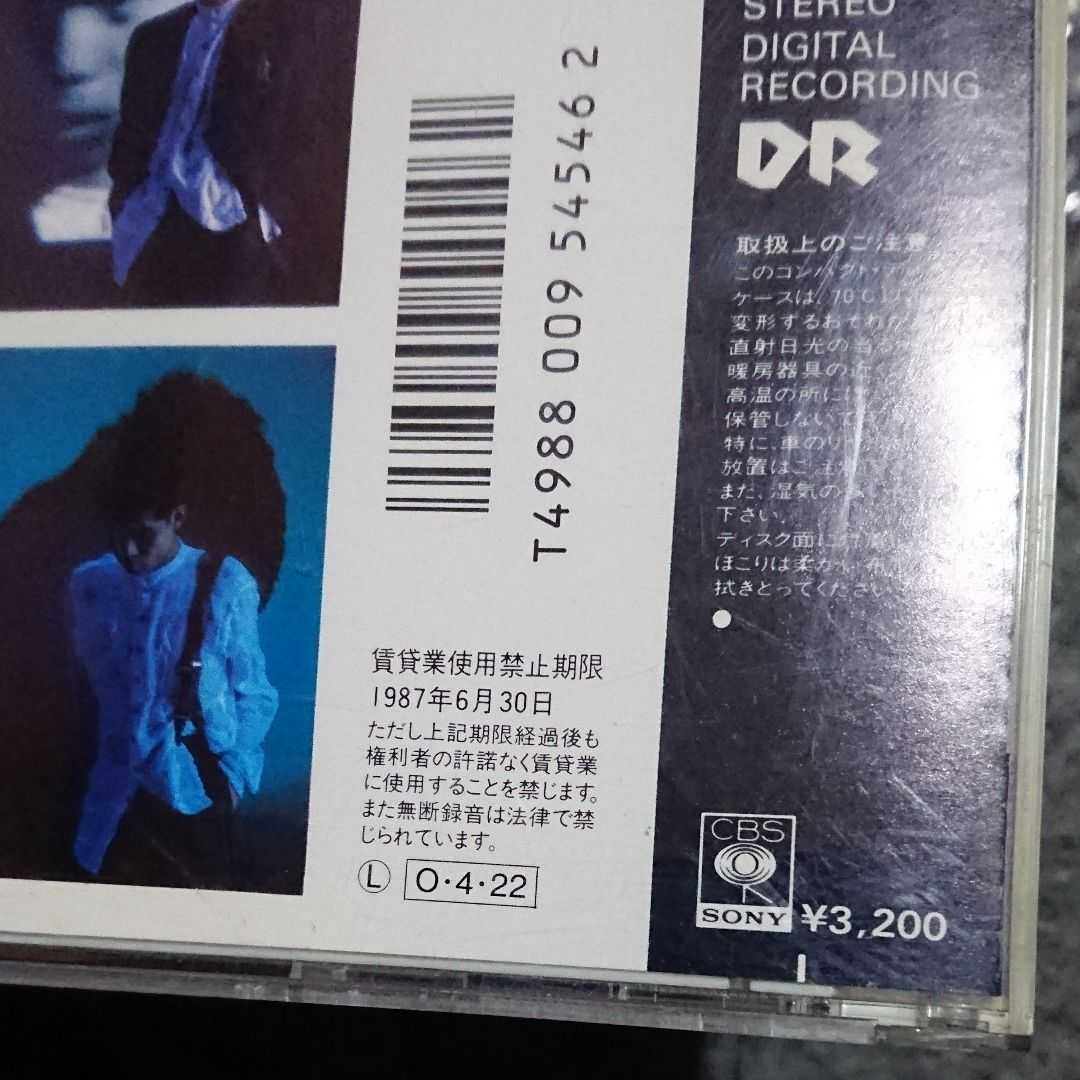 STEREO
DIGITAL
RECORDING
DR
取扱上のご注意
このコンパクト
ケースは、70℃以
変形するおそれが
直射日光の当る
暖房器具の近く
高温の所に
保管しないで
特に、車の
放置はご注意
また、湿気の
下さい。
ディスク面に
ほこりは柔かい布
拭きとってください
T4988 009 54546 2
賃貸業使用禁止期限
1987年6月30日
ただし上記期限経過後も
権利者の許諾なく賃貸業
に使用することを禁じます。
また無断録音は法律で禁
じられています。
Ⓛ O・4・22
CBS
SONY ¥3,200